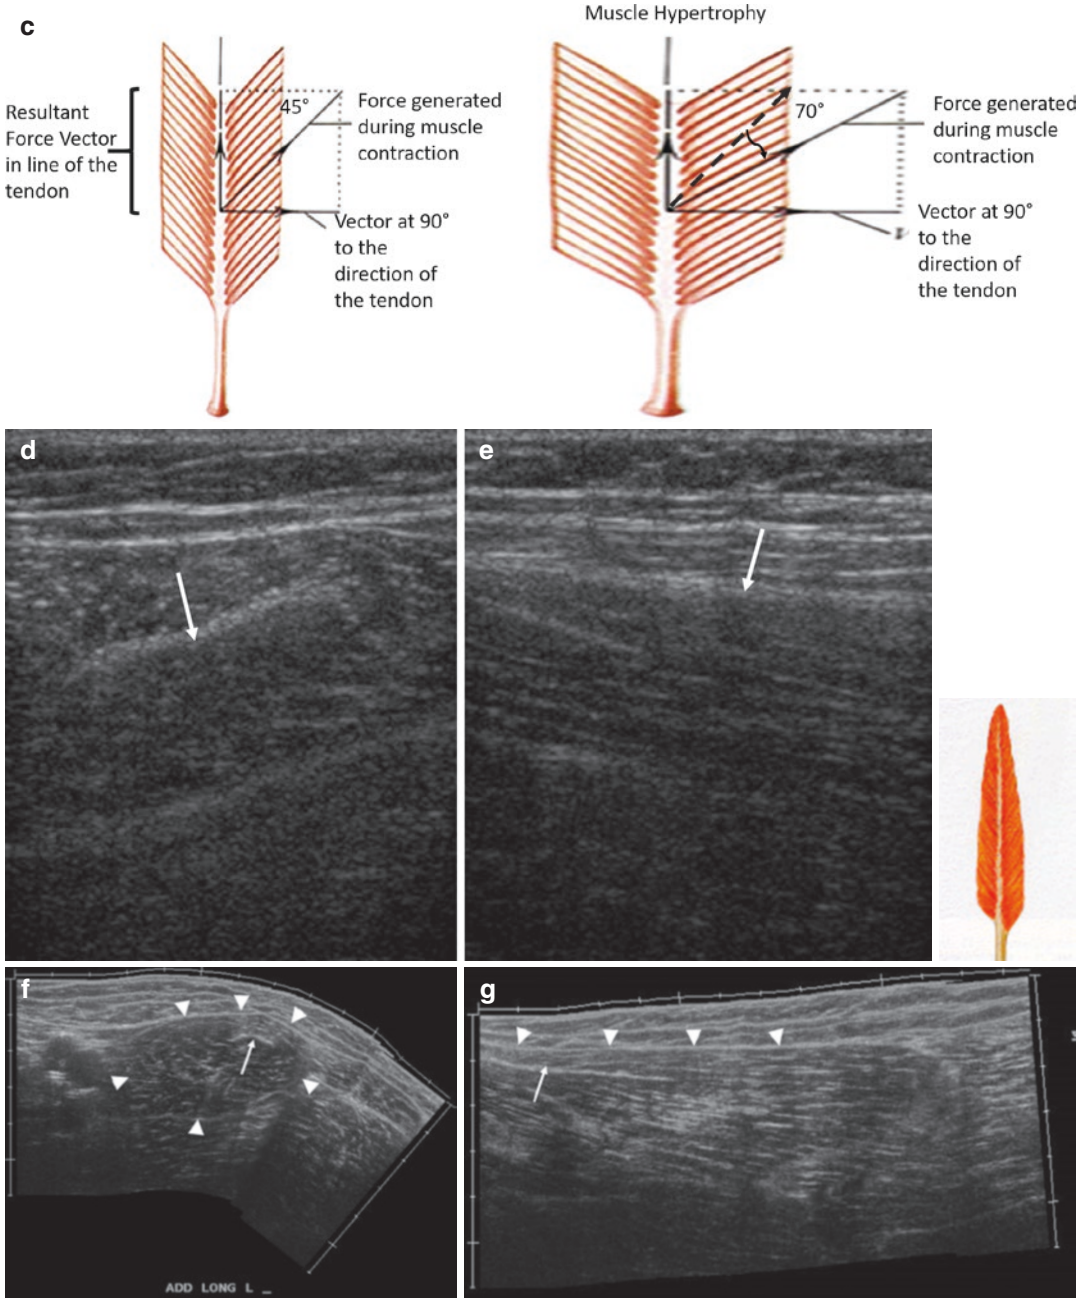 c
Muscle Hypertrophy
Resultant
Force Vector
in line of the
tendon
45°
Force generated
during muscle
contraction
Vector at 90°
to the
direction of
the tendon
70°
Force generated
during muscle
contraction
Vector at 90°
to the
direction of
the tendon
d
e
f
g
ADD LONG L _